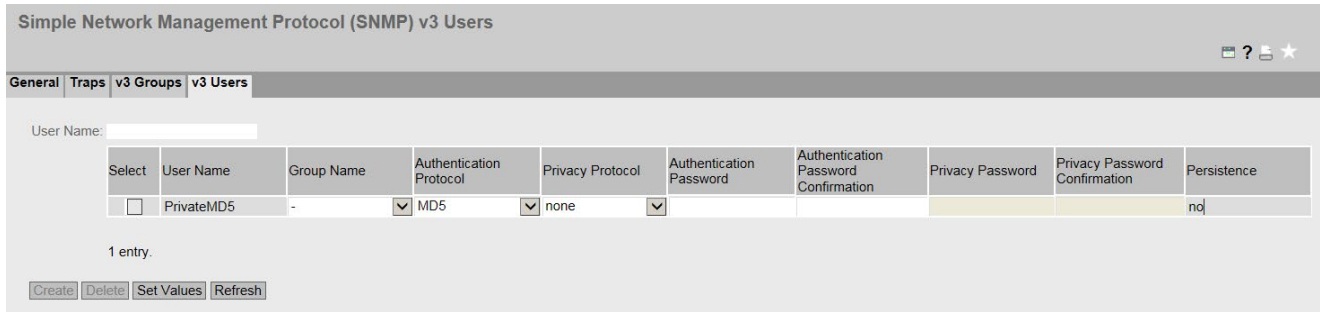 Simple Network Management Protocol (SNMP) v3 Users
?
General Traps v3 Groups v3 Users
User Name:
Select User Name Group Name Authentication Protocol Privacy Protocol Authentication Password Authentication Password Confirmation Privacy Password Privacy Password Confirmation Persistence
PrivateMD5 - MD5 none no
1 entry.
Create Delete Set Values Refresh